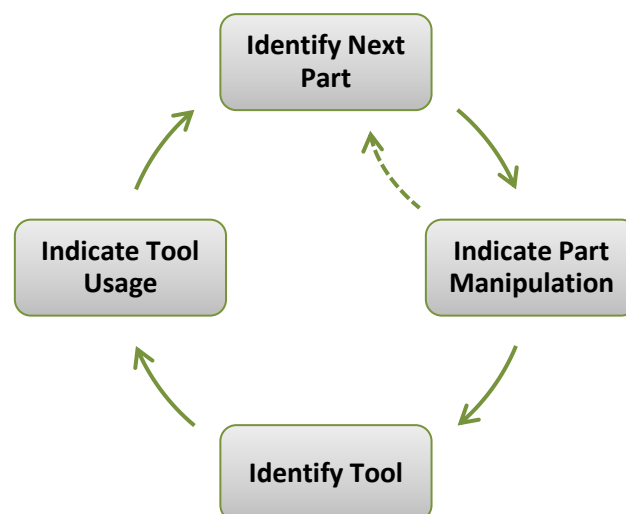 Identify Next
Part
Indicate Tool
Usage
Indicate Part
Manipulation
Identify Tool